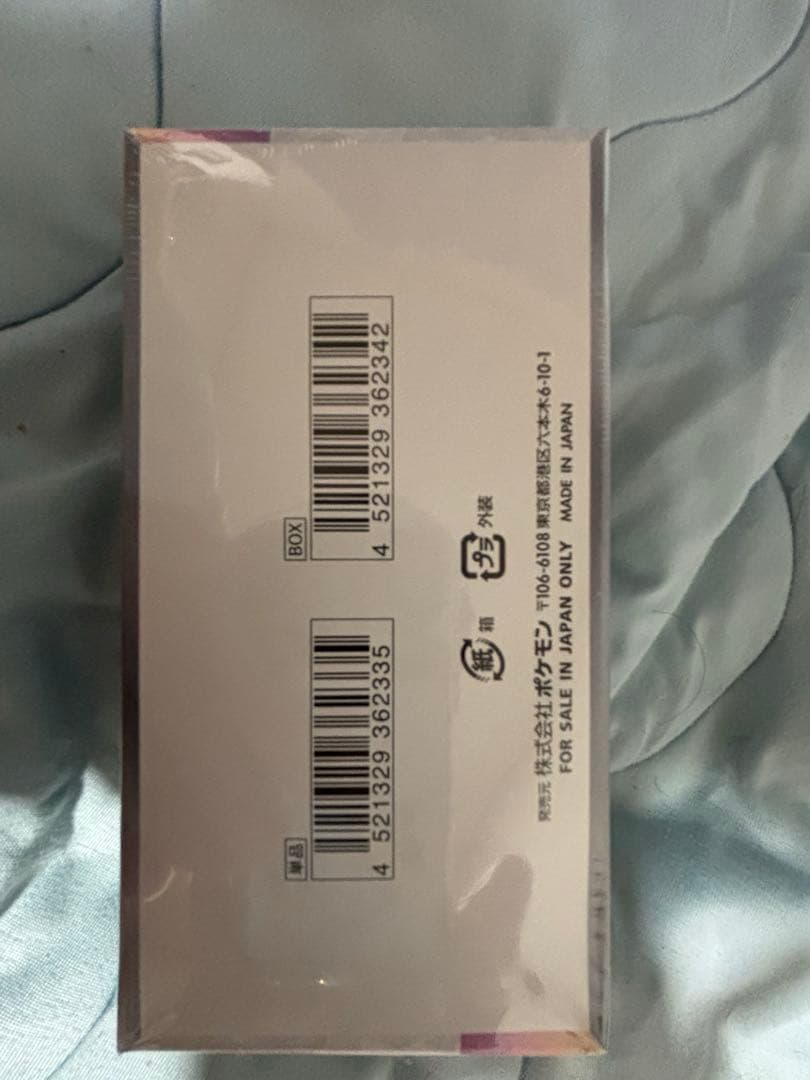 単品
4 521329 362335
BOX
4 521329 362342
紙 箱
プラ 外装
発売元 株式会社ポケモン 〒106-6108 東京都港区六本木6-10-1
FOR SALE IN JAPAN ONLY MADE IN JAPAN